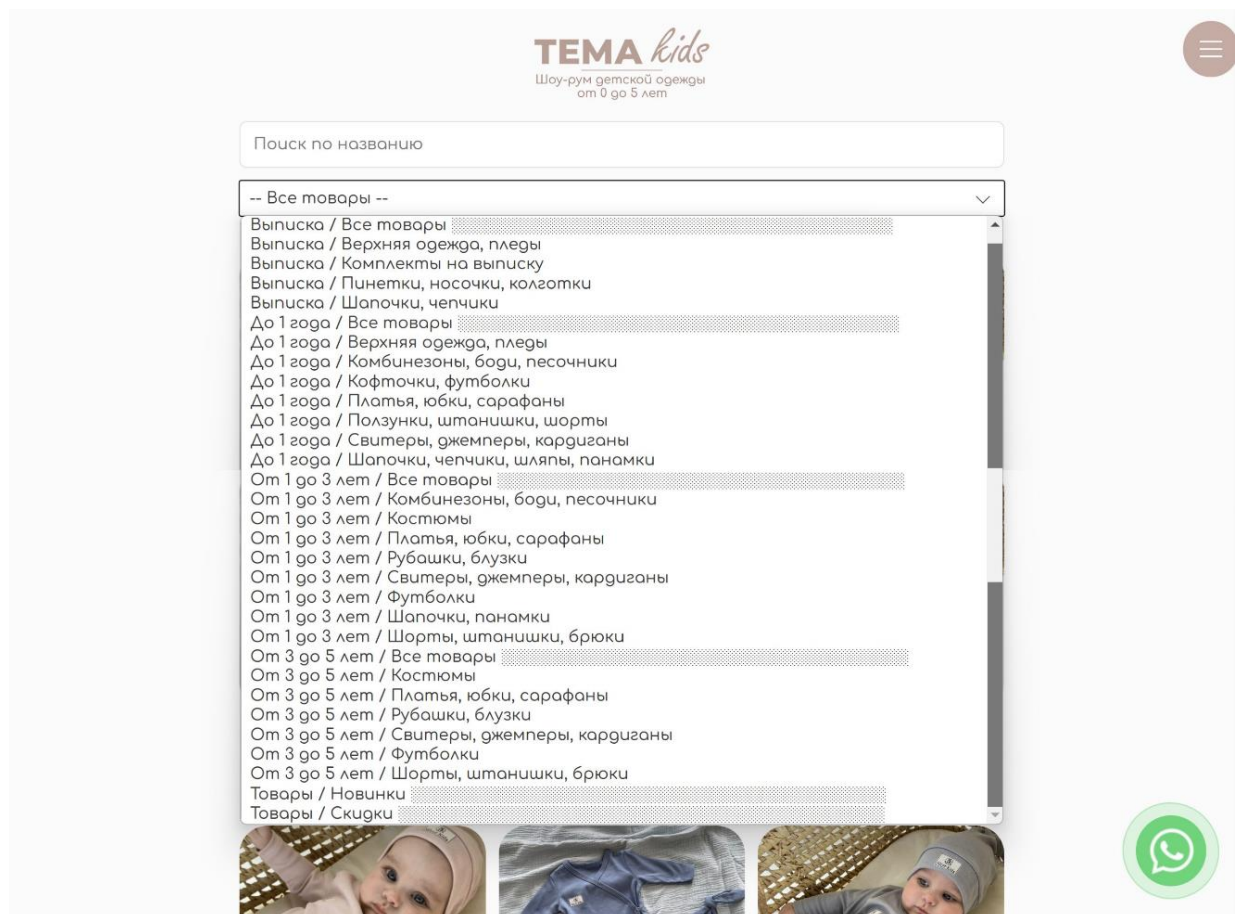 TEMA kids
Шоу-рум детской одежды
от 0 до 5 лет
Поиск по названию
-- Все товары --
Выписка / Все товары
Выписка / Верхняя одежда, пледы
Выписка / Комплекты на выписку
Выписка / Пинетки, носочки, колготки
Выписка / Шапочки, чепчики
До 1 года / Все товары
До 1 года / Верхняя одежда, пледы
До 1 года / Комбинезоны, боди, песочники
До 1 года / Кофточки, футболки
До 1 года / Платья, юбки, сарафаны
До 1 года / Ползунки, штанишки, шорты
До 1 года / Свитеры, джемперы, кардиганы
До 1 года / Шапочки, чепчики, шляпы, панамки
От 1 до 3 лет / Все товары
От 1 до 3 лет / Комбинезоны, боди, песочники
От 1 до 3 лет / Костюмы
От 1 до 3 лет / Платья, юбки, сарафаны
От 1 до 3 лет / Рубашки, блузки
От 1 до 3 лет / Свитеры, джемперы, кардиганы
От 1 до 3 лет / Футболки
От 1 до 3 лет / Шапочки, панамки
От 1 до 3 лет / Шорты, штанишки, брюки
От 3 до 5 лет / Все товары
От 3 до 5 лет / Костюмы
От 3 до 5 лет / Платья, юбки, сарафаны
От 3 до 5 лет / Рубашки, блузки
От 3 до 5 лет / Свитеры, джемперы, кардиганы
От 3 до 5 лет / Футболки
От 3 до 5 лет / Шорты, штанишки, брюки
Товары / Новинки
Товары / Скидки